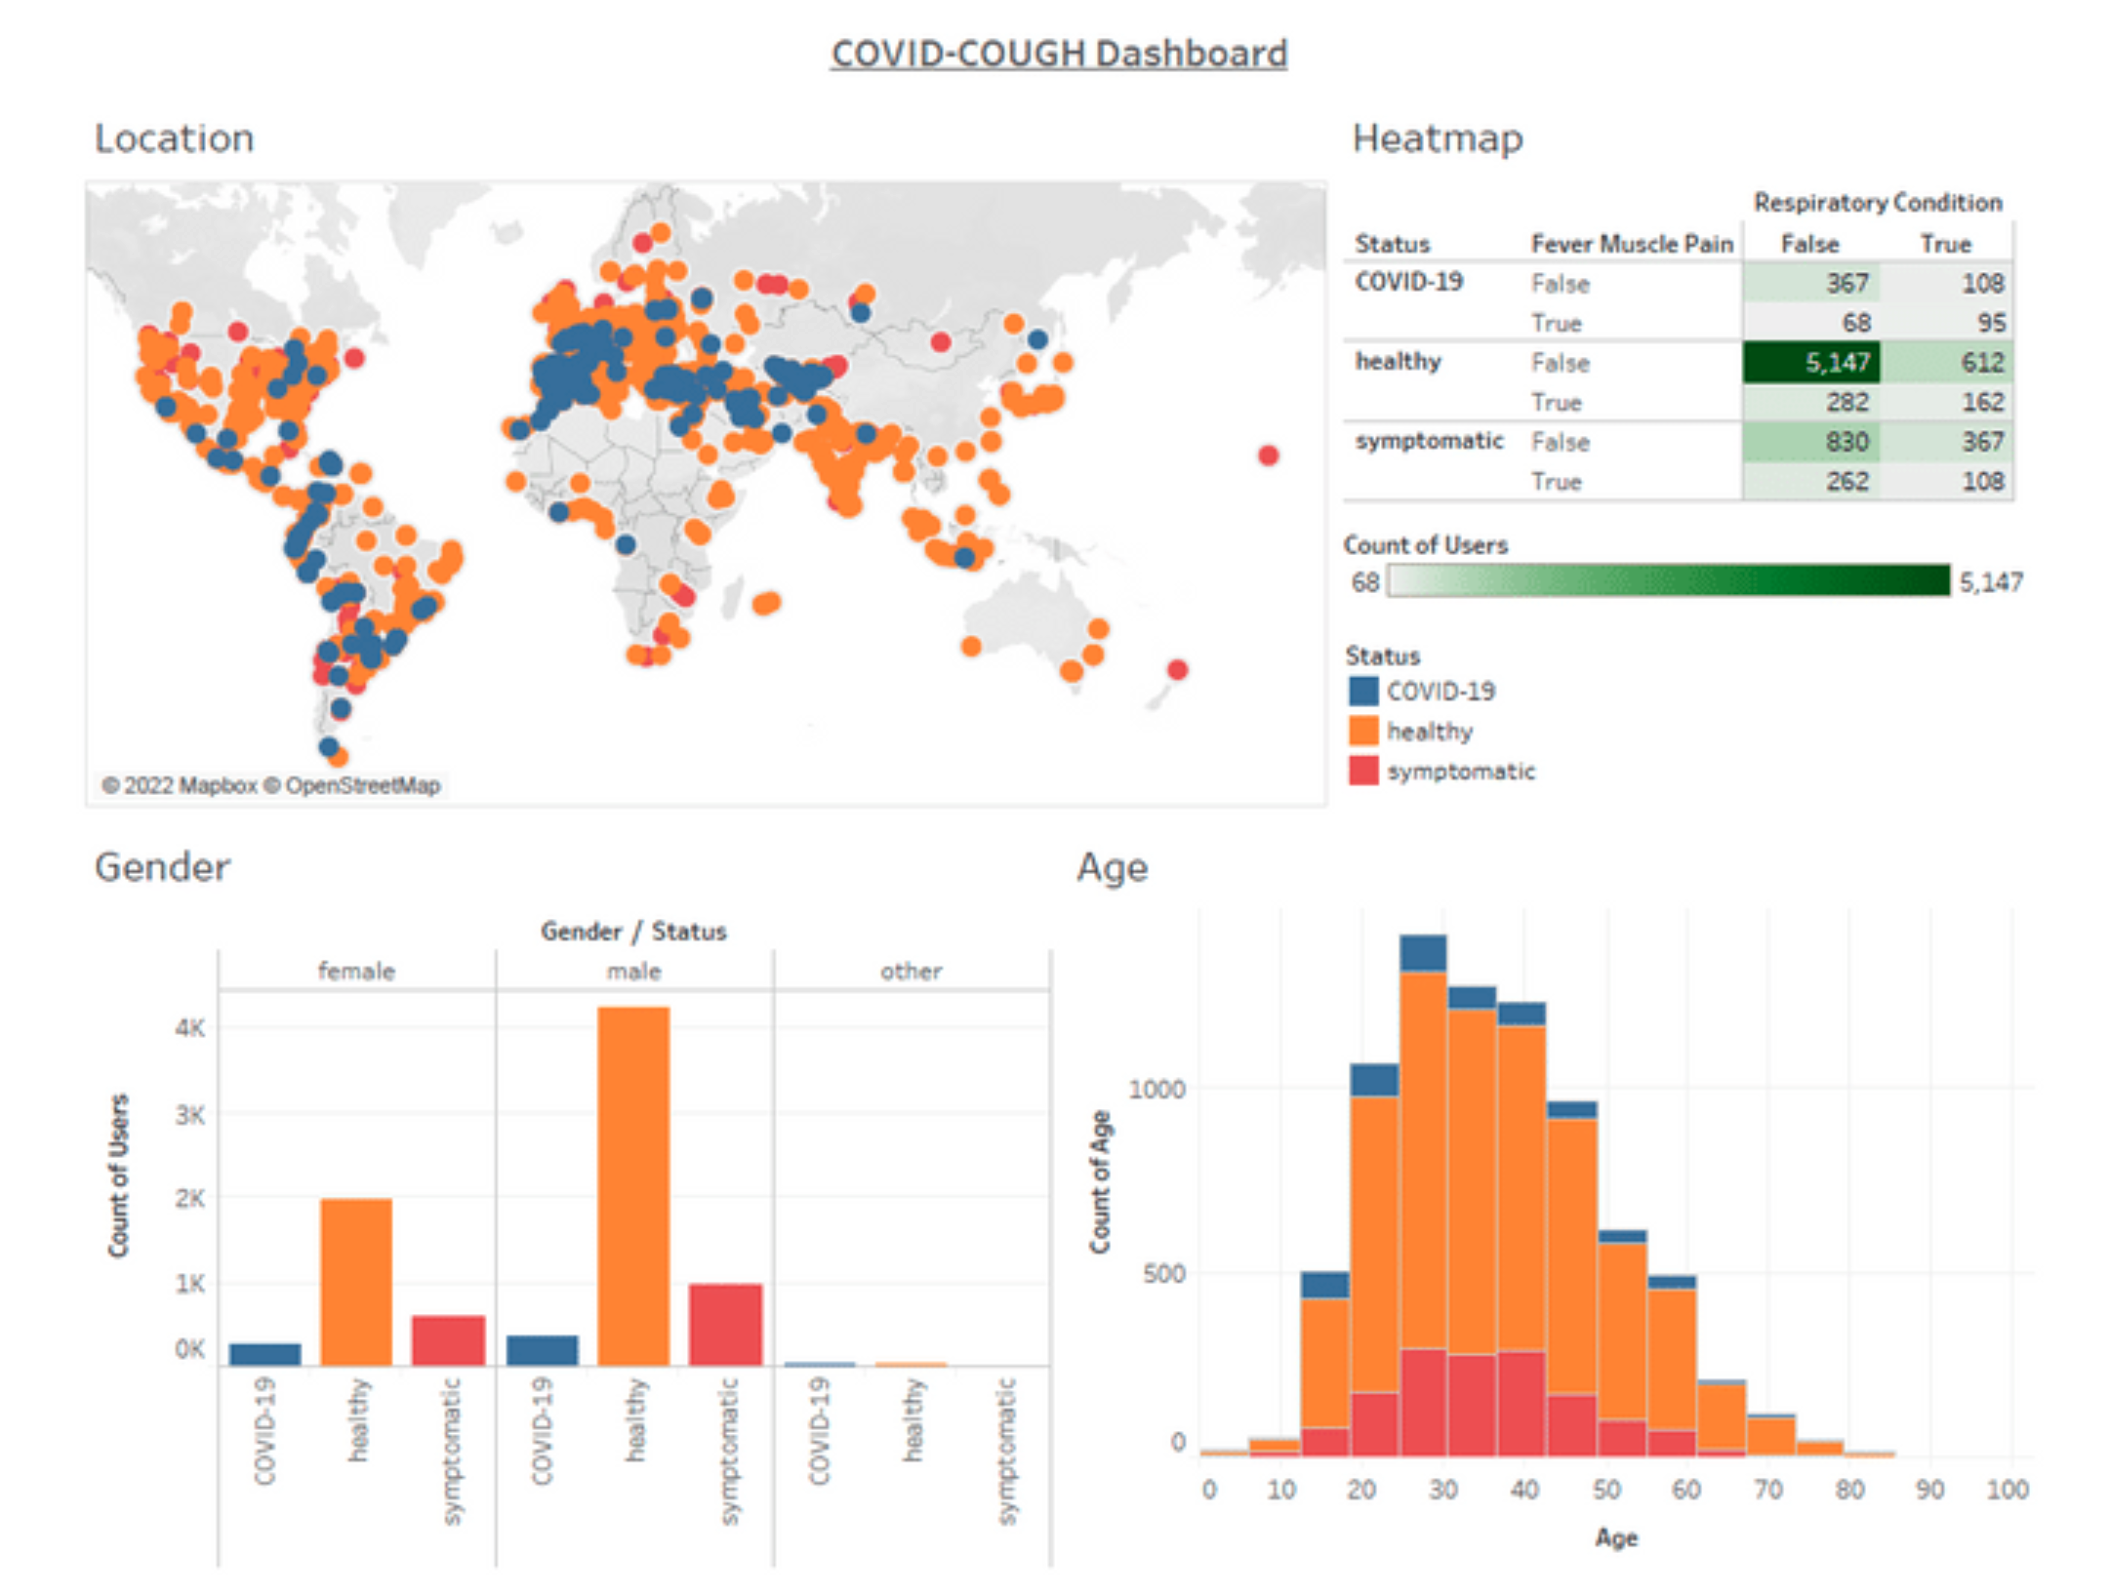 COVID-COUGH Dashboard
Location
© 2022 Mapbox © OpenStreetMap
Heatmap
Respiratory Condition
Status Fever Muscle Pain False True
COVID-19 False 367 108
True 68 95
healthy False 5,147 612
True 282 162
symptomatic False 830 367
True 262 108
Count of Users
68 5,147
Status
COVID-19
healthy
symptomatic
Gender
Gender / Status
female male other
4K
3K
2K
1K
0K
Count of Users
COVID-19 healthy symptomatic COVID-19 healthy symptomatic COVID-19 healthy symptomatic
Age
1000
500
0
Count of Age
0 10 20 30 40 50 60 70 80 90 100
Age